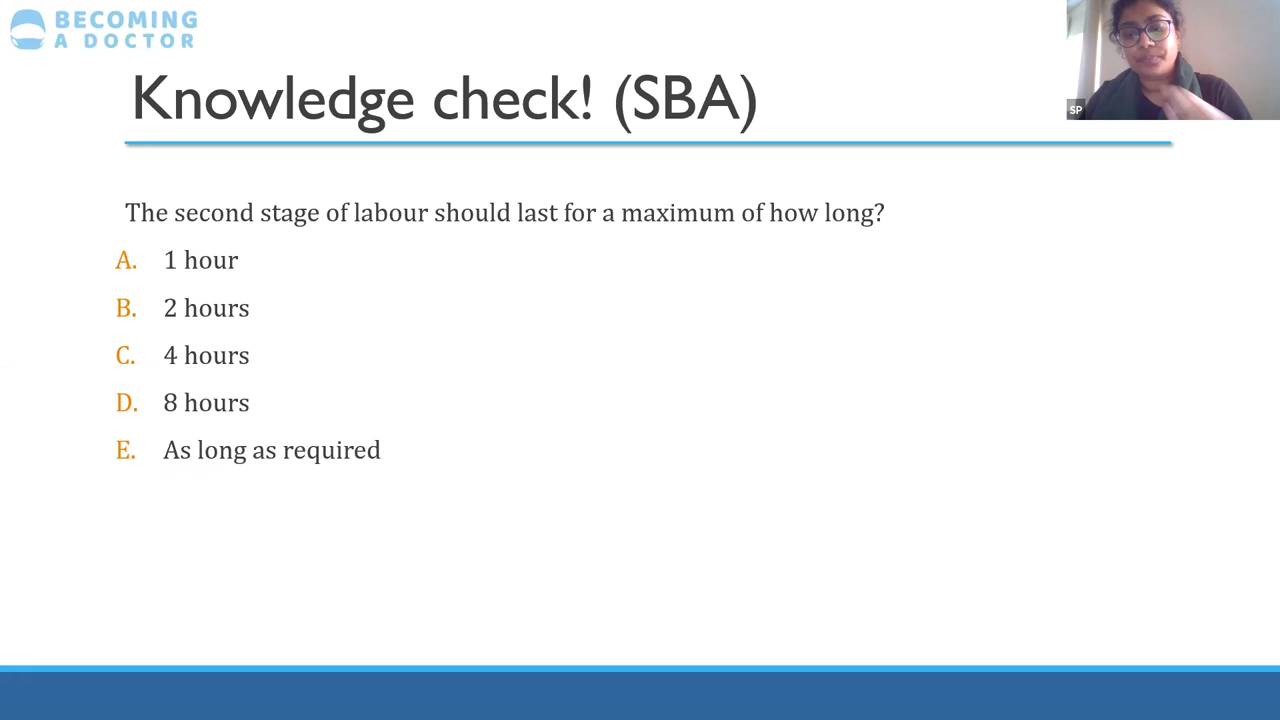 BECOMING
A DOCTOR
Knowledge check! (SBA)
SP
The second stage of labour should last for a maximum of how long?
A. 1 hour
B. 2 hours
C. 4 hours
D. 8 hours
E. As long as required